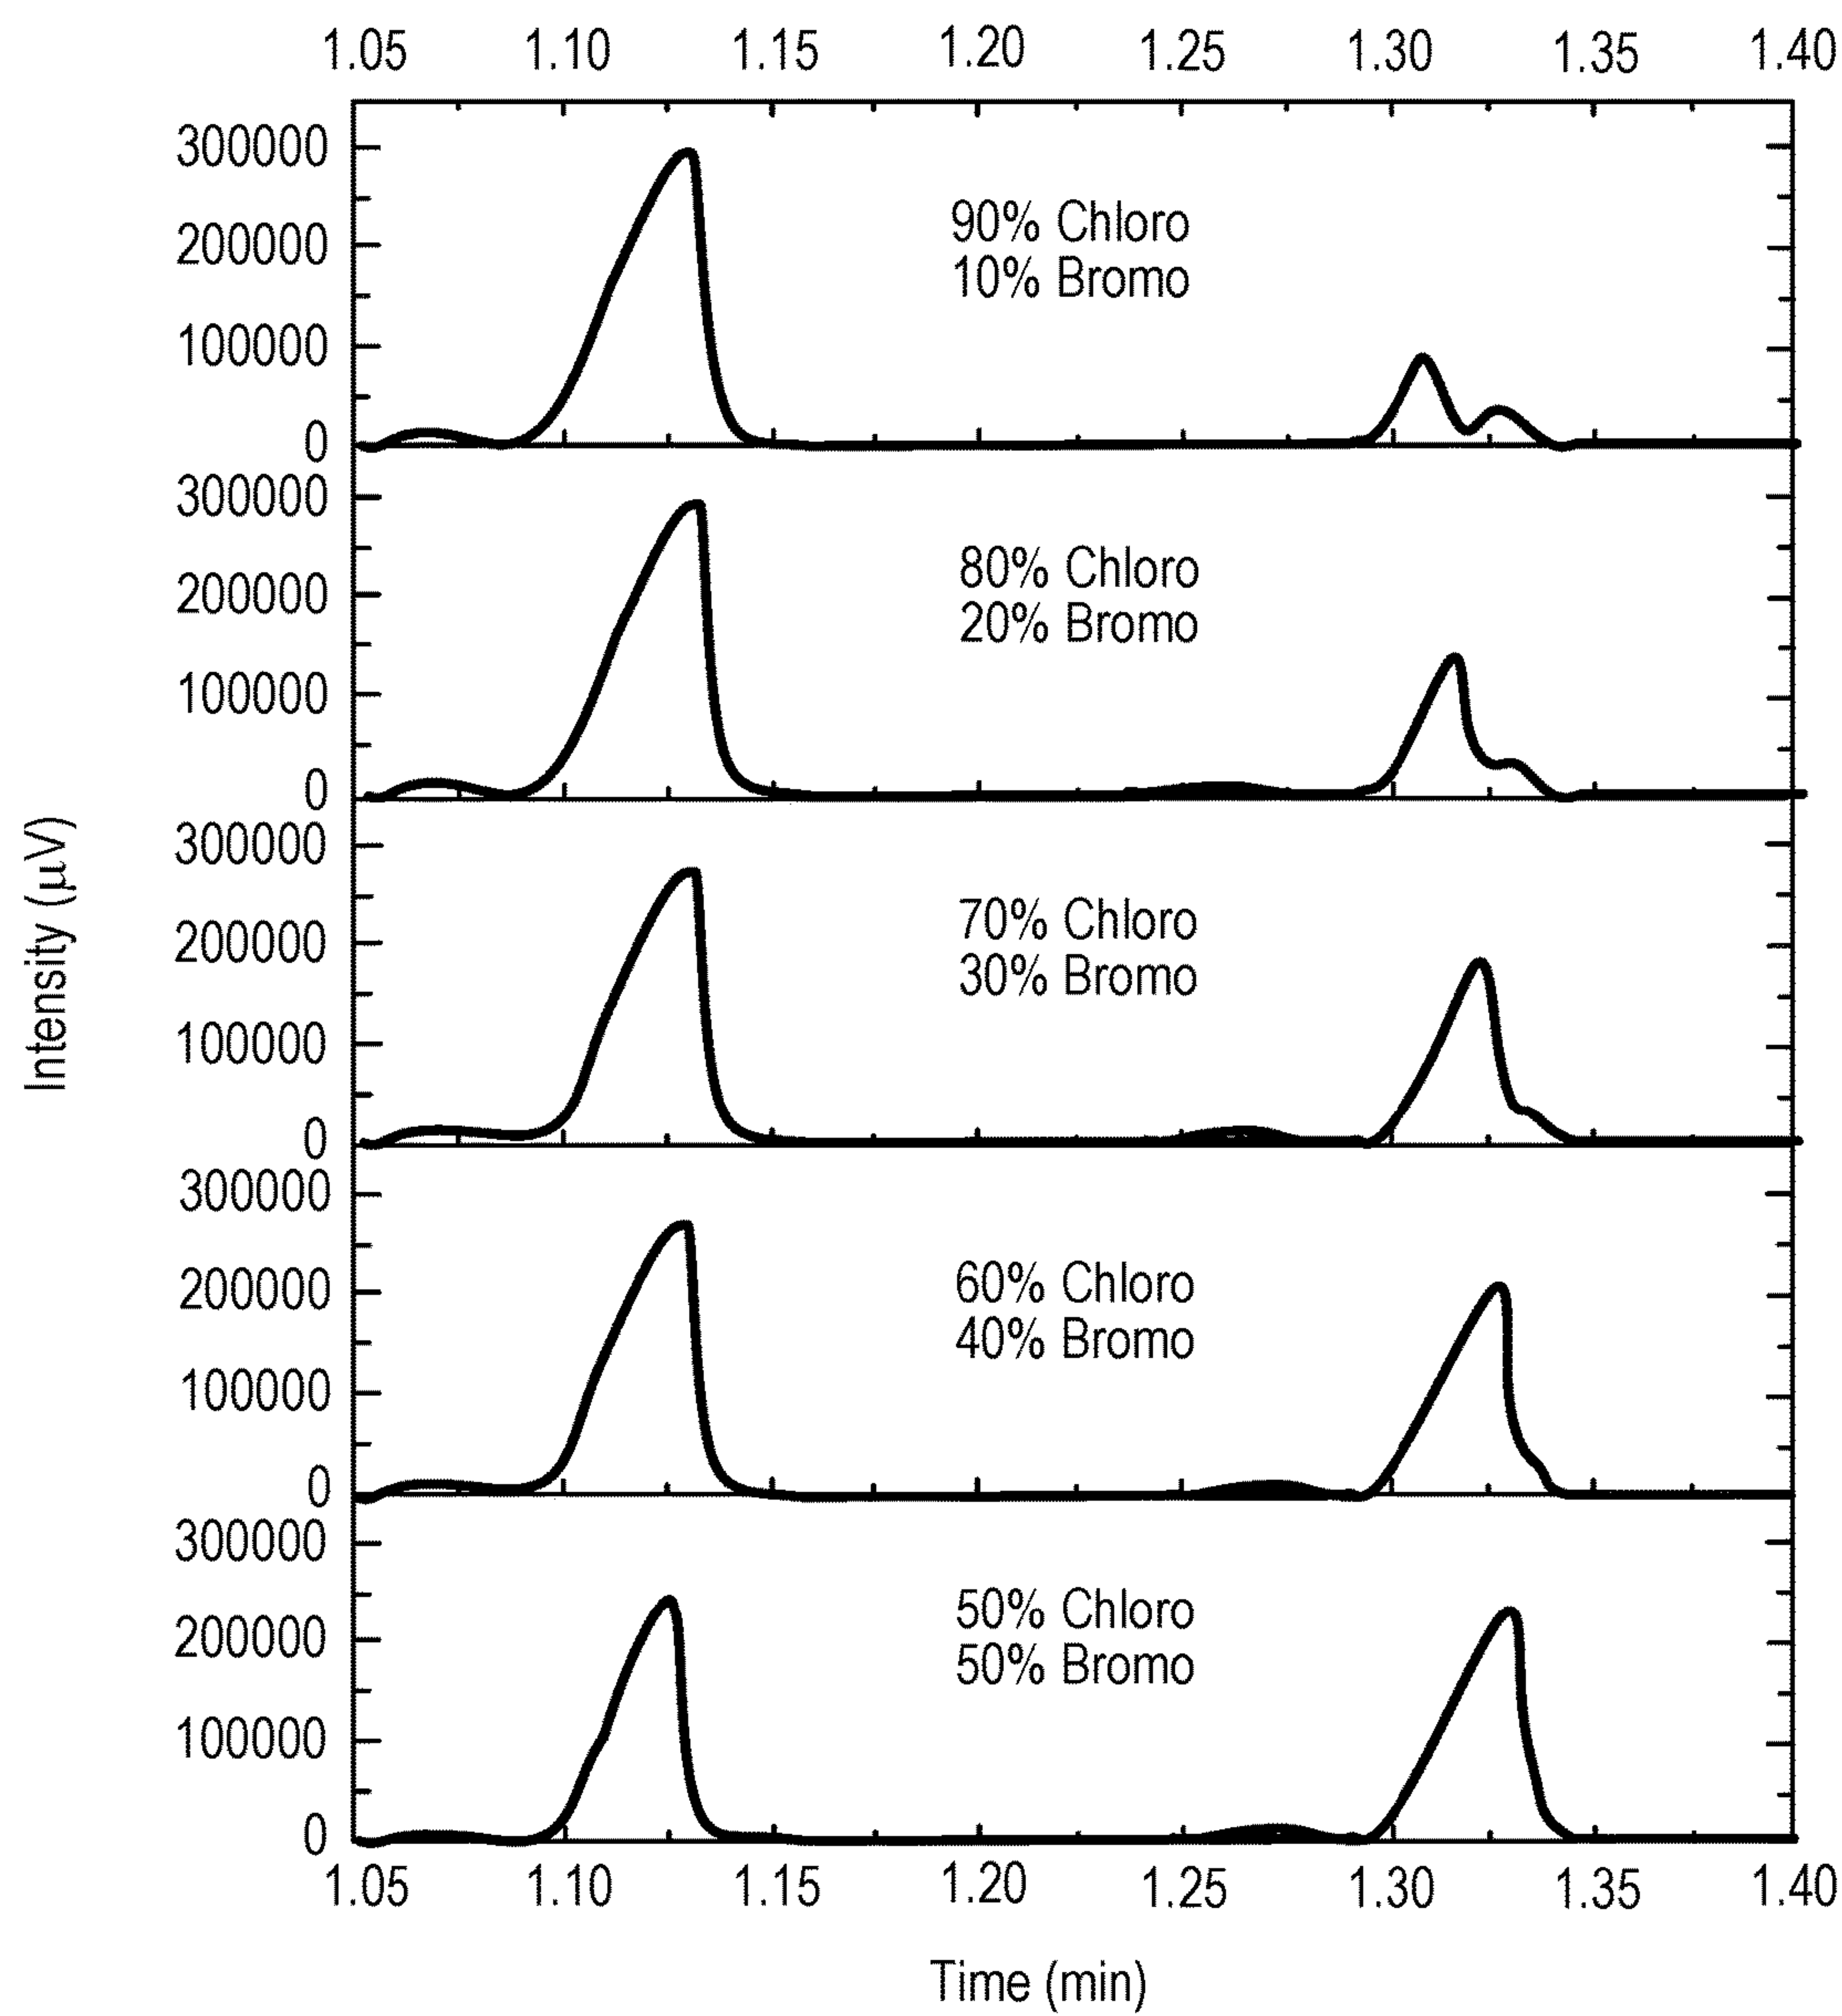 1.05 1.10 1.15 1.20 1.25 1.30 1.35 1.40
300000
200000
100000
0
90% Chloro
10% Bromo
300000
200000
100000
0
80% Chloro
20% Bromo
Intensity (μV)
300000
200000
100000
0
70% Chloro
30% Bromo
300000
200000
100000
0
60% Chloro
40% Bromo
300000
200000
100000
0
50% Chloro
50% Bromo
1.05 1.10 1.15 1.20 1.25 1.30 1.35 1.40
Time (min)